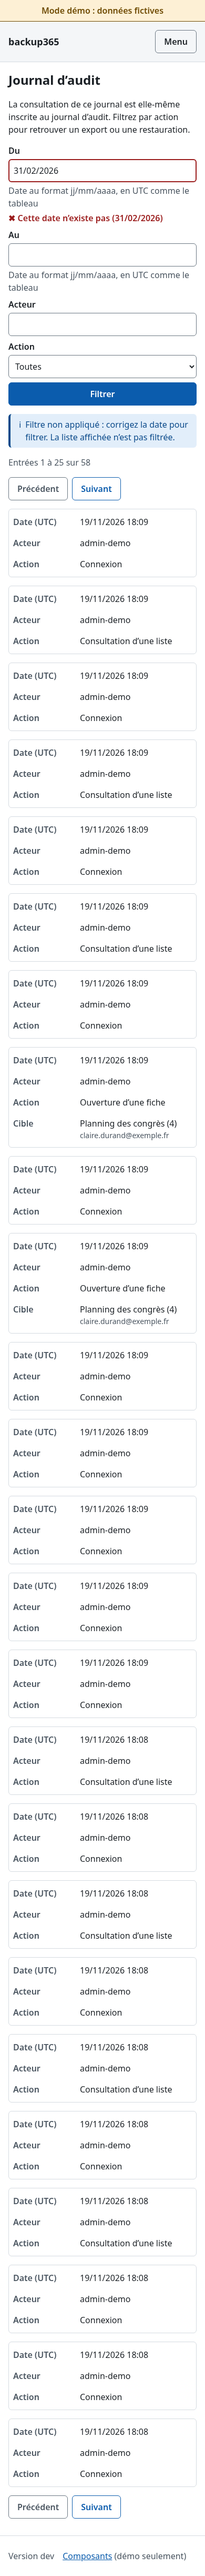 Mode démo : données fictives
backup365
Menu
Journal d’audit
La consultation de ce journal est elle-même
inscrite au journal d’audit. Filtrez par action
pour retrouver un export ou une restauration.
Du
31/02/2026
Date au format jj/mm/aaaa, en UTC comme le
tableau
✖ Cette date n’existe pas (31/02/2026)
Au
Date au format jj/mm/aaaa, en UTC comme le
tableau
Acteur
Action
Toutes
Filtrer
i Filtre non appliqué : corrigez la date pour
filtrer. La liste affichée n’est pas filtrée.
Entrées 1 à 25 sur 58
Précédent Suivant
Date (UTC) 19/11/2026 18:09
Acteur admin-demo
Action Connexion
Date (UTC) 19/11/2026 18:09
Acteur admin-demo
Action Consultation d’une liste
Date (UTC) 19/11/2026 18:09
Acteur admin-demo
Action Connexion
Date (UTC) 19/11/2026 18:09
Acteur admin-demo
Action Consultation d’une liste
Date (UTC) 19/11/2026 18:09
Acteur admin-demo
Action Connexion
Date (UTC) 19/11/2026 18:09
Acteur admin-demo
Action Consultation d’une liste
Date (UTC) 19/11/2026 18:09
Acteur admin-demo
Action Connexion
Date (UTC) 19/11/2026 18:09
Acteur admin-demo
Action Ouverture d’une fiche
Cible Planning des congrès (4)
claire.durand@exemple.fr
Date (UTC) 19/11/2026 18:09
Acteur admin-demo
Action Connexion
Date (UTC) 19/11/2026 18:09
Acteur admin-demo
Action Ouverture d’une fiche
Cible Planning des congrès (4)
claire.durand@exemple.fr
Date (UTC) 19/11/2026 18:09
Acteur admin-demo
Action Connexion
Date (UTC) 19/11/2026 18:09
Acteur admin-demo
Action Connexion
Date (UTC) 19/11/2026 18:09
Acteur admin-demo
Action Connexion
Date (UTC) 19/11/2026 18:09
Acteur admin-demo
Action Connexion
Date (UTC) 19/11/2026 18:09
Acteur admin-demo
Action Connexion
Date (UTC) 19/11/2026 18:08
Acteur admin-demo
Action Consultation d’une liste
Date (UTC) 19/11/2026 18:08
Acteur admin-demo
Action Connexion
Date (UTC) 19/11/2026 18:08
Acteur admin-demo
Action Consultation d’une liste
Date (UTC) 19/11/2026 18:08
Acteur admin-demo
Action Connexion
Date (UTC) 19/11/2026 18:08
Acteur admin-demo
Action Consultation d’une liste
Date (UTC) 19/11/2026 18:08
Acteur admin-demo
Action Connexion
Date (UTC) 19/11/2026 18:08
Acteur admin-demo
Action Consultation d’une liste
Date (UTC) 19/11/2026 18:08
Acteur admin-demo
Action Connexion
Date (UTC) 19/11/2026 18:08
Acteur admin-demo
Action Connexion
Date (UTC) 19/11/2026 18:08
Acteur admin-demo
Action Connexion
Précédent Suivant
Version dev Composants (démo seulement)